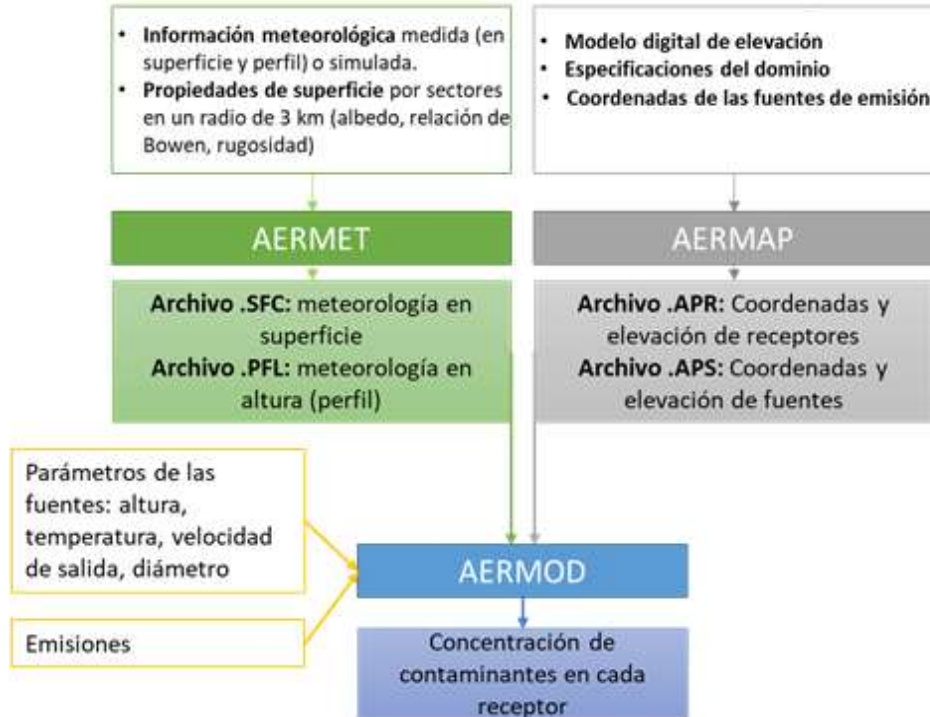 • Información meteorológica medida (en
superficie y perfil) o simulada.
• Propiedades de superficie por sectores
en un radio de 3 km (albedo, relación de
Bowen, rugosidad)
• Modelo digital de elevación
• Especificaciones del dominio
• Coordenadas de las fuentes de emisión
AERMET
AERMAP
Archivo .SFC: meteorología en
superficie
Archivo .PFL: meteorología en
altura (perfil)
Archivo .APR: Coordenadas y
elevación de receptores
Archivo .APS: Coordenadas y
elevación de fuentes
Parámetros de las
fuentes: altura,
temperatura, velocidad
de salida, diámetro
Emisiones
AERMOD
Concentración de
contaminantes en cada
receptor